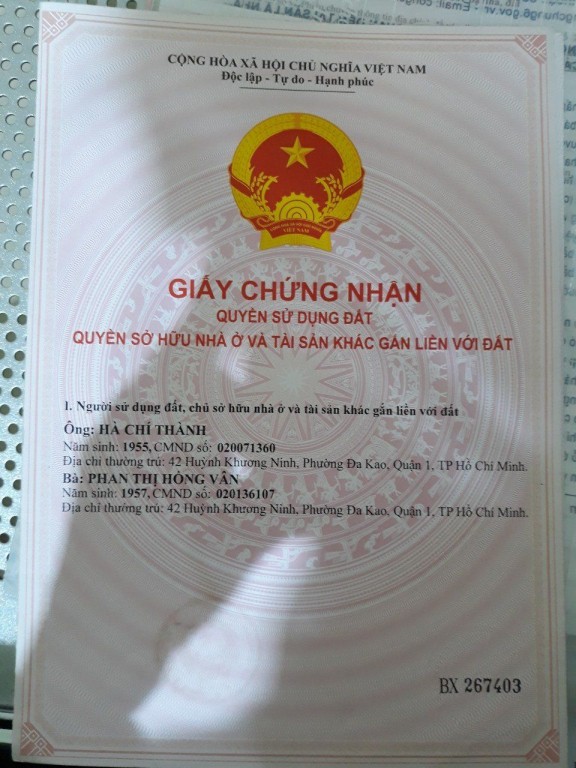 CỘNG HÒA XÃ HỘI CHỦ NGHĨA VIỆT NAM
Độc lập - Tự do - Hạnh phúc
VIỆT NAM
GIẤY CHỨNG NHẬN
QUYỀN SỬ DỤNG ĐẤT
QUYỀN SỞ HỮU NHÀ Ở VÀ TÀI SẢN KHÁC GẮN LIỀN VỚI ĐẤT
I. Người sử dụng đất, chủ sở hữu nhà ở và tài sản khác gắn liền với đất
Ông: HÀ CHÍ THÀNH
Năm sinh: 1955, CMND số: 020071360
Địa chỉ thường trú: 42 Huỳnh Khương Ninh, Phường Đa Kao, Quận 1, TP Hồ Chí Minh.
Bà: PHAN THỊ HỒNG VÂN
Năm sinh: 1957, CMND số: 020136107
Địa chỉ thường trú: 42 Huỳnh Khương Ninh, Phường Đa Kao, Quận 1, TP Hồ Chí Minh.
BX 267403